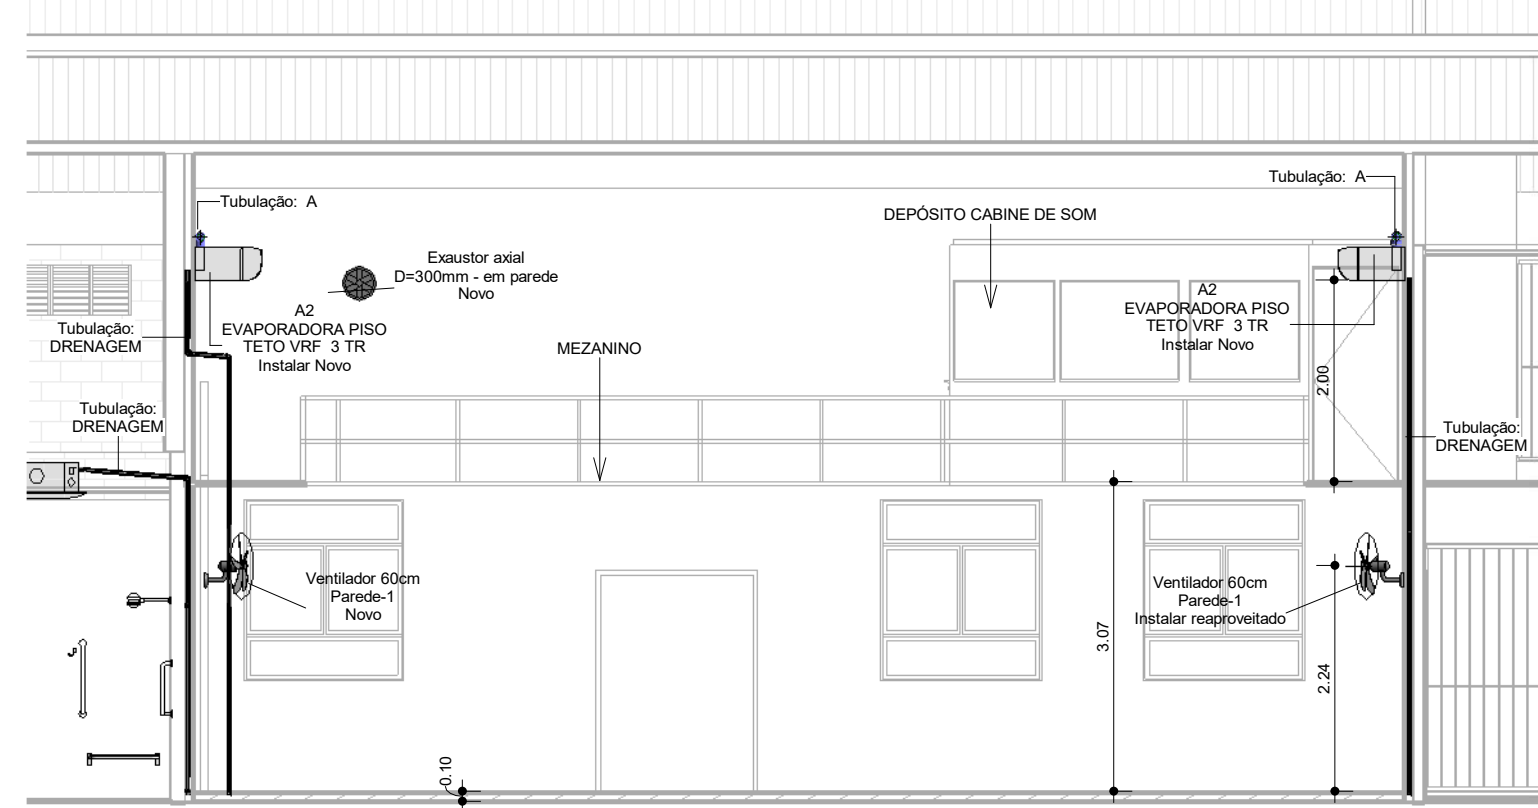 Tubulação: A
Tubulação: A
DEPÓSITO CABINE DE SOM
Exaustor axial
D=300mm - em parede
Novo
A2
EVAPORADORA PISO
TETO VRF 3 TR
Instalar Novo
A2
EVAPORADORA PISO
TETO VRF 3 TR
Instalar Novo
Tubulação:
DRENAGEM
MEZANINO
2.00
Tubulação:
DRENAGEM
Tubulação:
DRENAGEM
Ventilador 60cm
Parede-1
Novo
Ventilador 60cm
Parede-1
Instalar reaproveitado
3.07
2.24
0.10